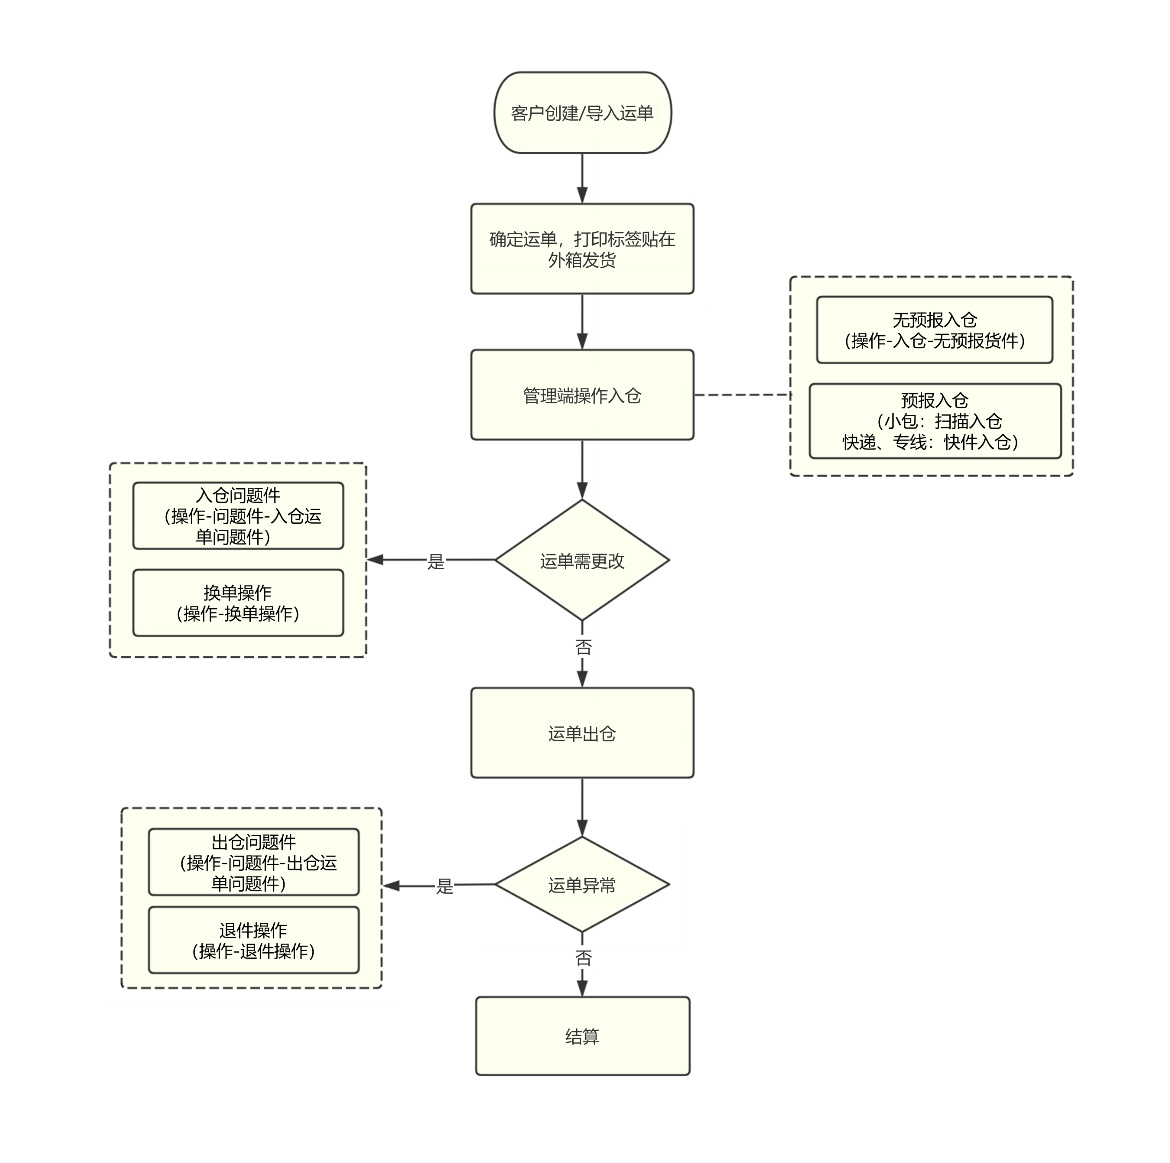 客户创建/导入运单
确定运单，打印标签贴在
外箱发货
无预报入仓
（操作-入仓-无预报货件）
管理端操作入仓
预报入仓
（小包：扫描入仓
快递、专线：快件入仓）
入仓问题件
（操作-问题件-入仓运
单问题件）
运单需更改
是
换单操作
（操作-换单操作）
否
运单出仓
出仓问题件
（操作-问题件-出仓运
单问题件）
运单异常
是
退件操作
（操作-退件操作）
否
结算